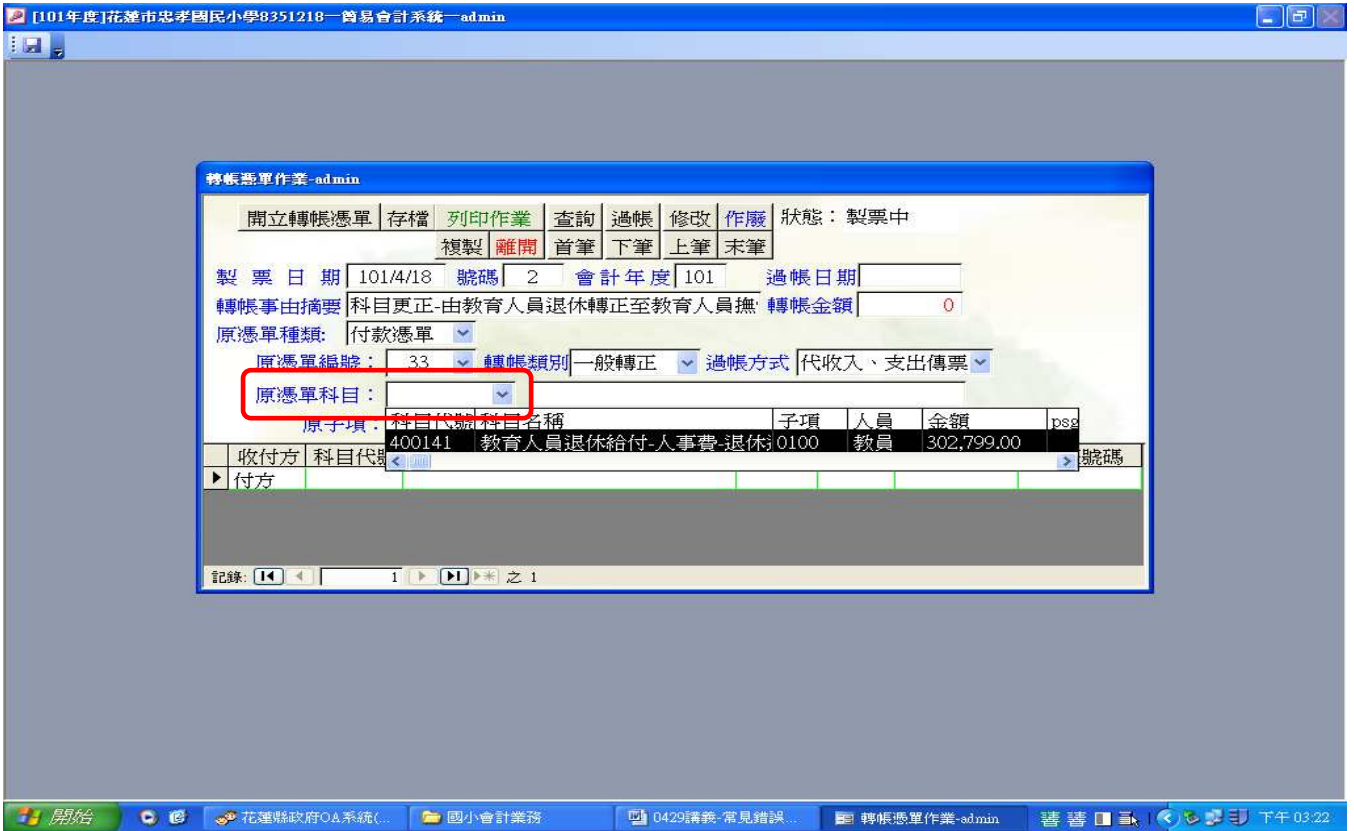 [101年度]花蓮市忠孝國民小學8351218—簡易會計系統—admin
轉帳憑單作業-admin
開立轉帳憑單 存檔 列印作業 查詢 過帳 修改 作廢 狀態：製票中
複製 離開 首筆 下筆 上筆 末筆
製票日期 101/4/18 號碼 2 會計年度 101 過帳日期
轉帳事由摘要 科目更正-由教育人員退休轉正至教育人員撫 轉帳金額 0
原憑單種類: 付款憑單
原憑單編號： 33 轉帳類別 一般轉正 過帳方式 代收入、支出傳票
原憑單科目：
原子項： 科目代號 科目名稱 子項 人員 金額 psg
400141 教育人員退休給付-人事費-退休 0100 教員 302,799.00
收付方 科目代號 號碼
付方
記錄: 1 之 1
開始 花蓮縣政府OA系統(... 國小會計業務 0429講義-常見錯誤... 轉帳憑單作業-admin 下午 03:22